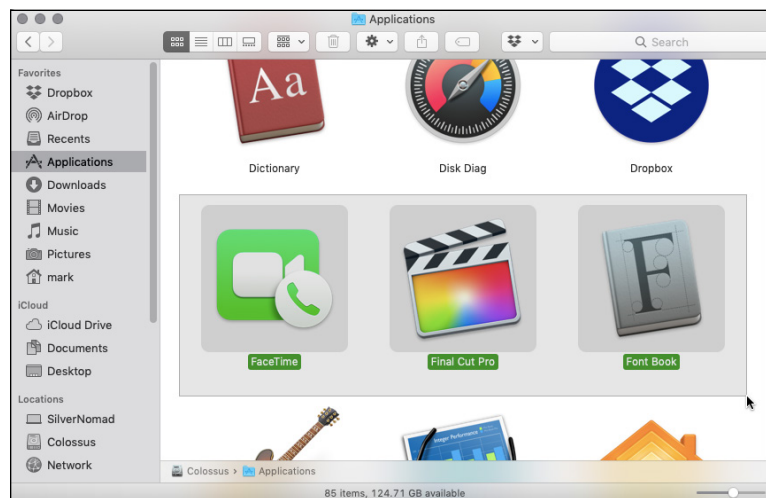 Applications
Search
Favorites
Dropbox
AirDrop
Recents
Applications
Downloads
Movies
Music
Pictures
mark
iCloud
iCloud Drive
Documents
Desktop
Locations
SilverNomad
Colossus
Network
Aa
Dictionary
Disk Diag
Dropbox
F
FaceTime
Final Cut Pro
Font Book
Integer Performance
Colossus › Applications
85 items, 124.71 GB available